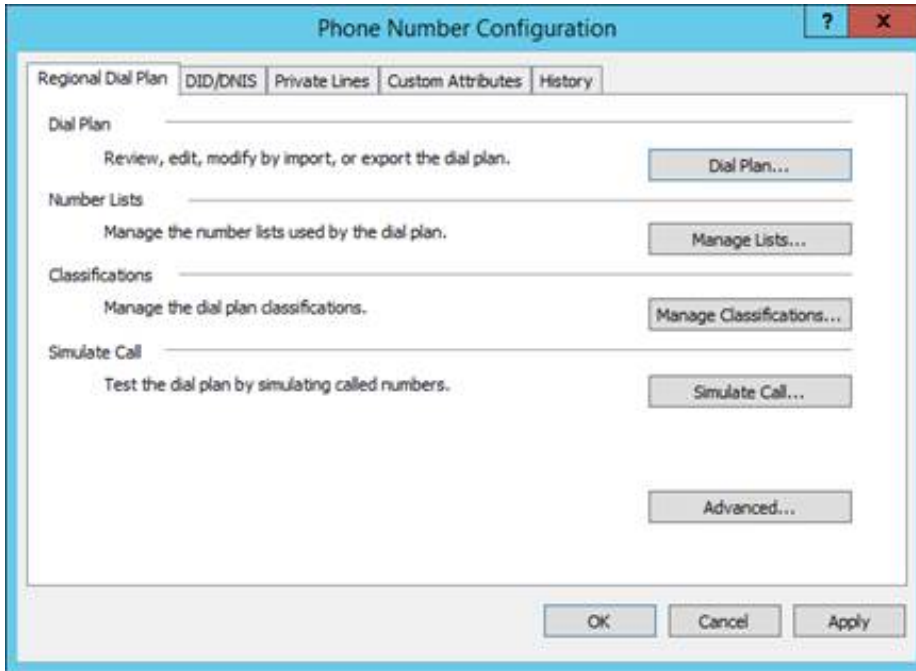 Phone Number Configuration
?
x
Regional Dial Plan DID/DNIS Private Lines Custom Attributes History
Dial Plan
Review, edit, modify by import, or export the dial plan.
Dial Plan...
Number Lists
Manage the number lists used by the dial plan.
Manage Lists...
Classifications
Manage the dial plan classifications.
Manage Classifications...
Simulate Call
Test the dial plan by simulating called numbers.
Simulate Call...
Advanced...
OK Cancel Apply